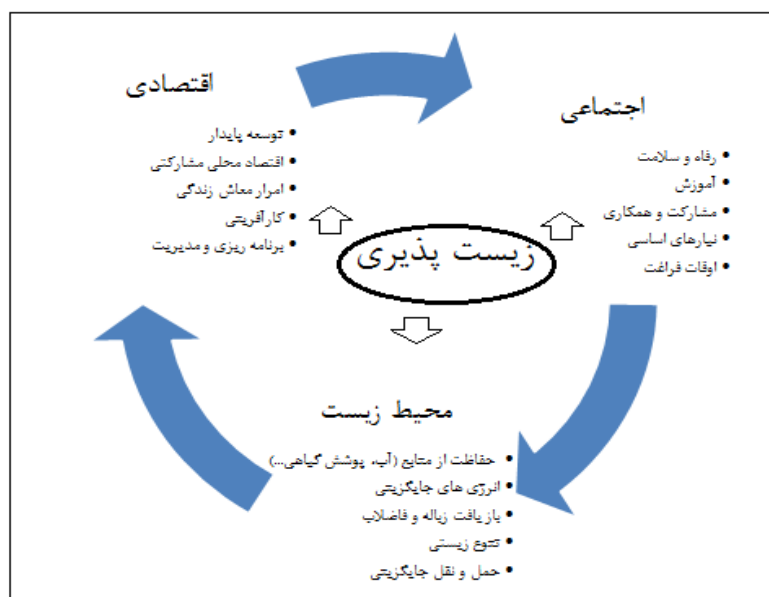 اجتماعی
• رفاه و سلامت
• آموزش
• مشارکت و همکاری
• نیازهای اساسی
• اوقات فراغت
اقتصادی
• توسعه پایدار
• اقتصاد محلی مشارکتی
• امرار معاش زندگی
• کارآفرینی
• برنامه ریزی و مدیریت
زیست پذیری
محیط زیست
• حفاظت از منابع (آب، پوشش گیاهی...)
• انرژی های جایگزینی
• باز یافت زباله و فاضلاب
• تنوع زیستی
• حمل و نقل جایگزینی